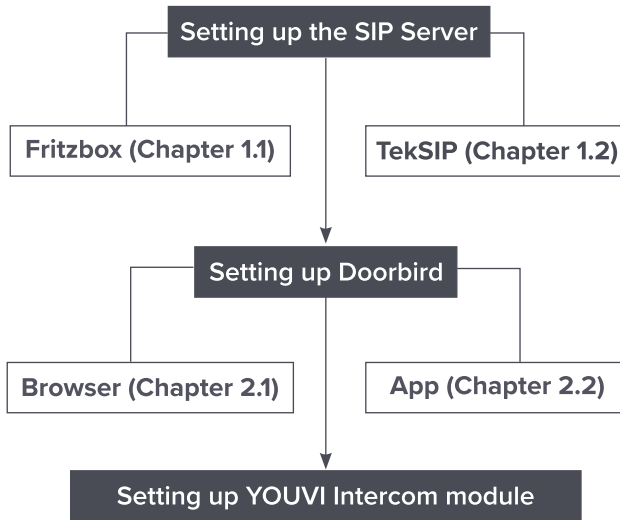 Setting up the SIP Server
Fritzbox (Chapter 1.1)
TekSIP (Chapter 1.2)
Setting up Doorbird
Browser (Chapter 2.1)
App (Chapter 2.2)
Setting up YOUVI Intercom module